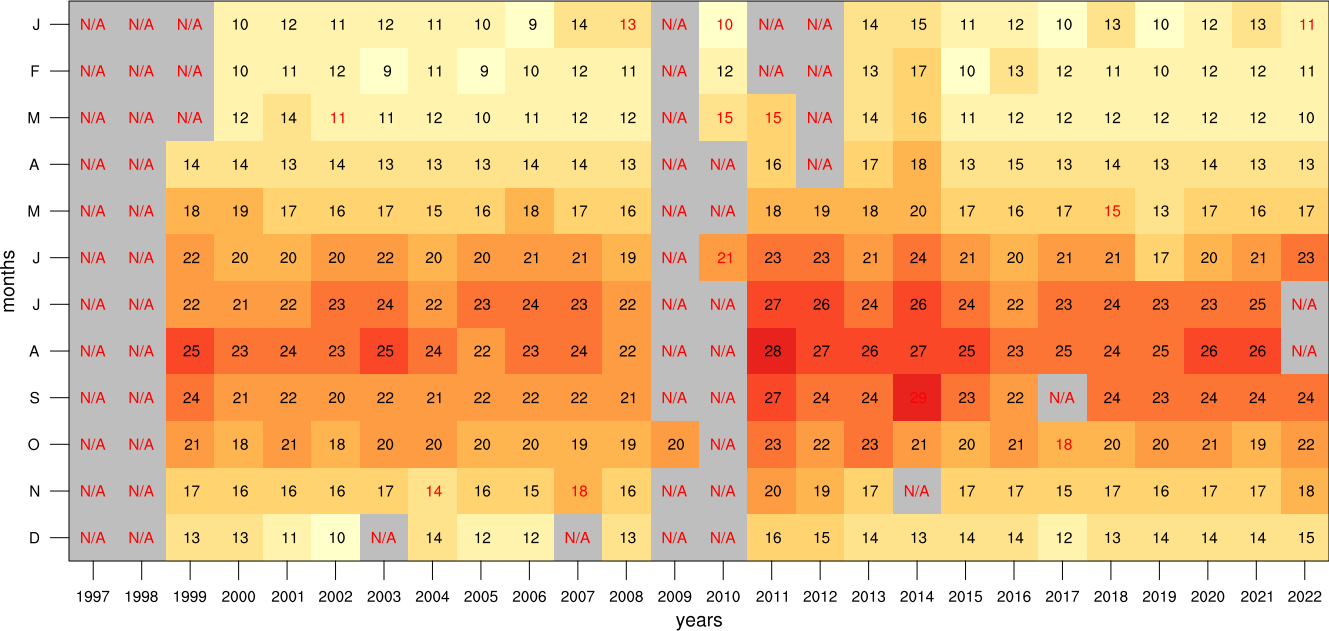 J N/A N/A N/A 10 12 11 12 11 10 9 14 13 N/A 10 N/A N/A 14 15 11 12 10 13 10 12 13 11
F N/A N/A N/A 10 11 12 9 11 9 10 12 11 N/A 12 N/A N/A 13 17 10 13 12 11 10 12 12 11
M N/A N/A N/A 12 14 11 11 12 10 11 12 12 N/A 15 15 N/A 14 16 11 12 12 12 12 12 12 10
A N/A N/A 14 14 13 14 13 13 13 14 14 13 N/A N/A 16 N/A 17 18 13 15 13 14 13 14 13 13
M N/A N/A 18 19 17 16 17 15 16 18 17 16 N/A N/A 18 19 18 20 17 16 17 15 13 17 16 17
J N/A N/A 22 20 20 20 22 20 20 21 21 19 N/A 21 23 23 21 24 21 20 21 21 17 20 21 23
J N/A N/A 22 21 22 23 24 22 23 24 23 22 N/A N/A 27 26 24 26 24 22 23 24 23 23 25 N/A
A N/A N/A 25 23 24 23 25 24 22 23 24 22 N/A N/A 28 27 26 27 25 23 25 24 25 26 26 N/A
S N/A N/A 24 21 22 20 22 21 22 22 22 21 N/A N/A 27 24 24 29 23 22 N/A 24 23 24 24 24
O N/A N/A 21 18 21 18 20 20 20 20 19 19 20 N/A 23 22 23 21 20 21 18 20 20 21 19 22
N N/A N/A 17 16 16 16 17 14 16 15 18 16 N/A N/A 20 19 17 N/A 17 17 15 17 16 17 17 18
D N/A N/A 13 13 11 10 N/A 14 12 12 N/A 13 N/A N/A 16 15 14 13 14 14 12 13 14 14 14 15
1997 1998 1999 2000 2001 2002 2003 2004 2005 2006 2007 2008 2009 2010 2011 2012 2013 2014 2015 2016 2017 2018 2019 2020 2021 2022
years
months